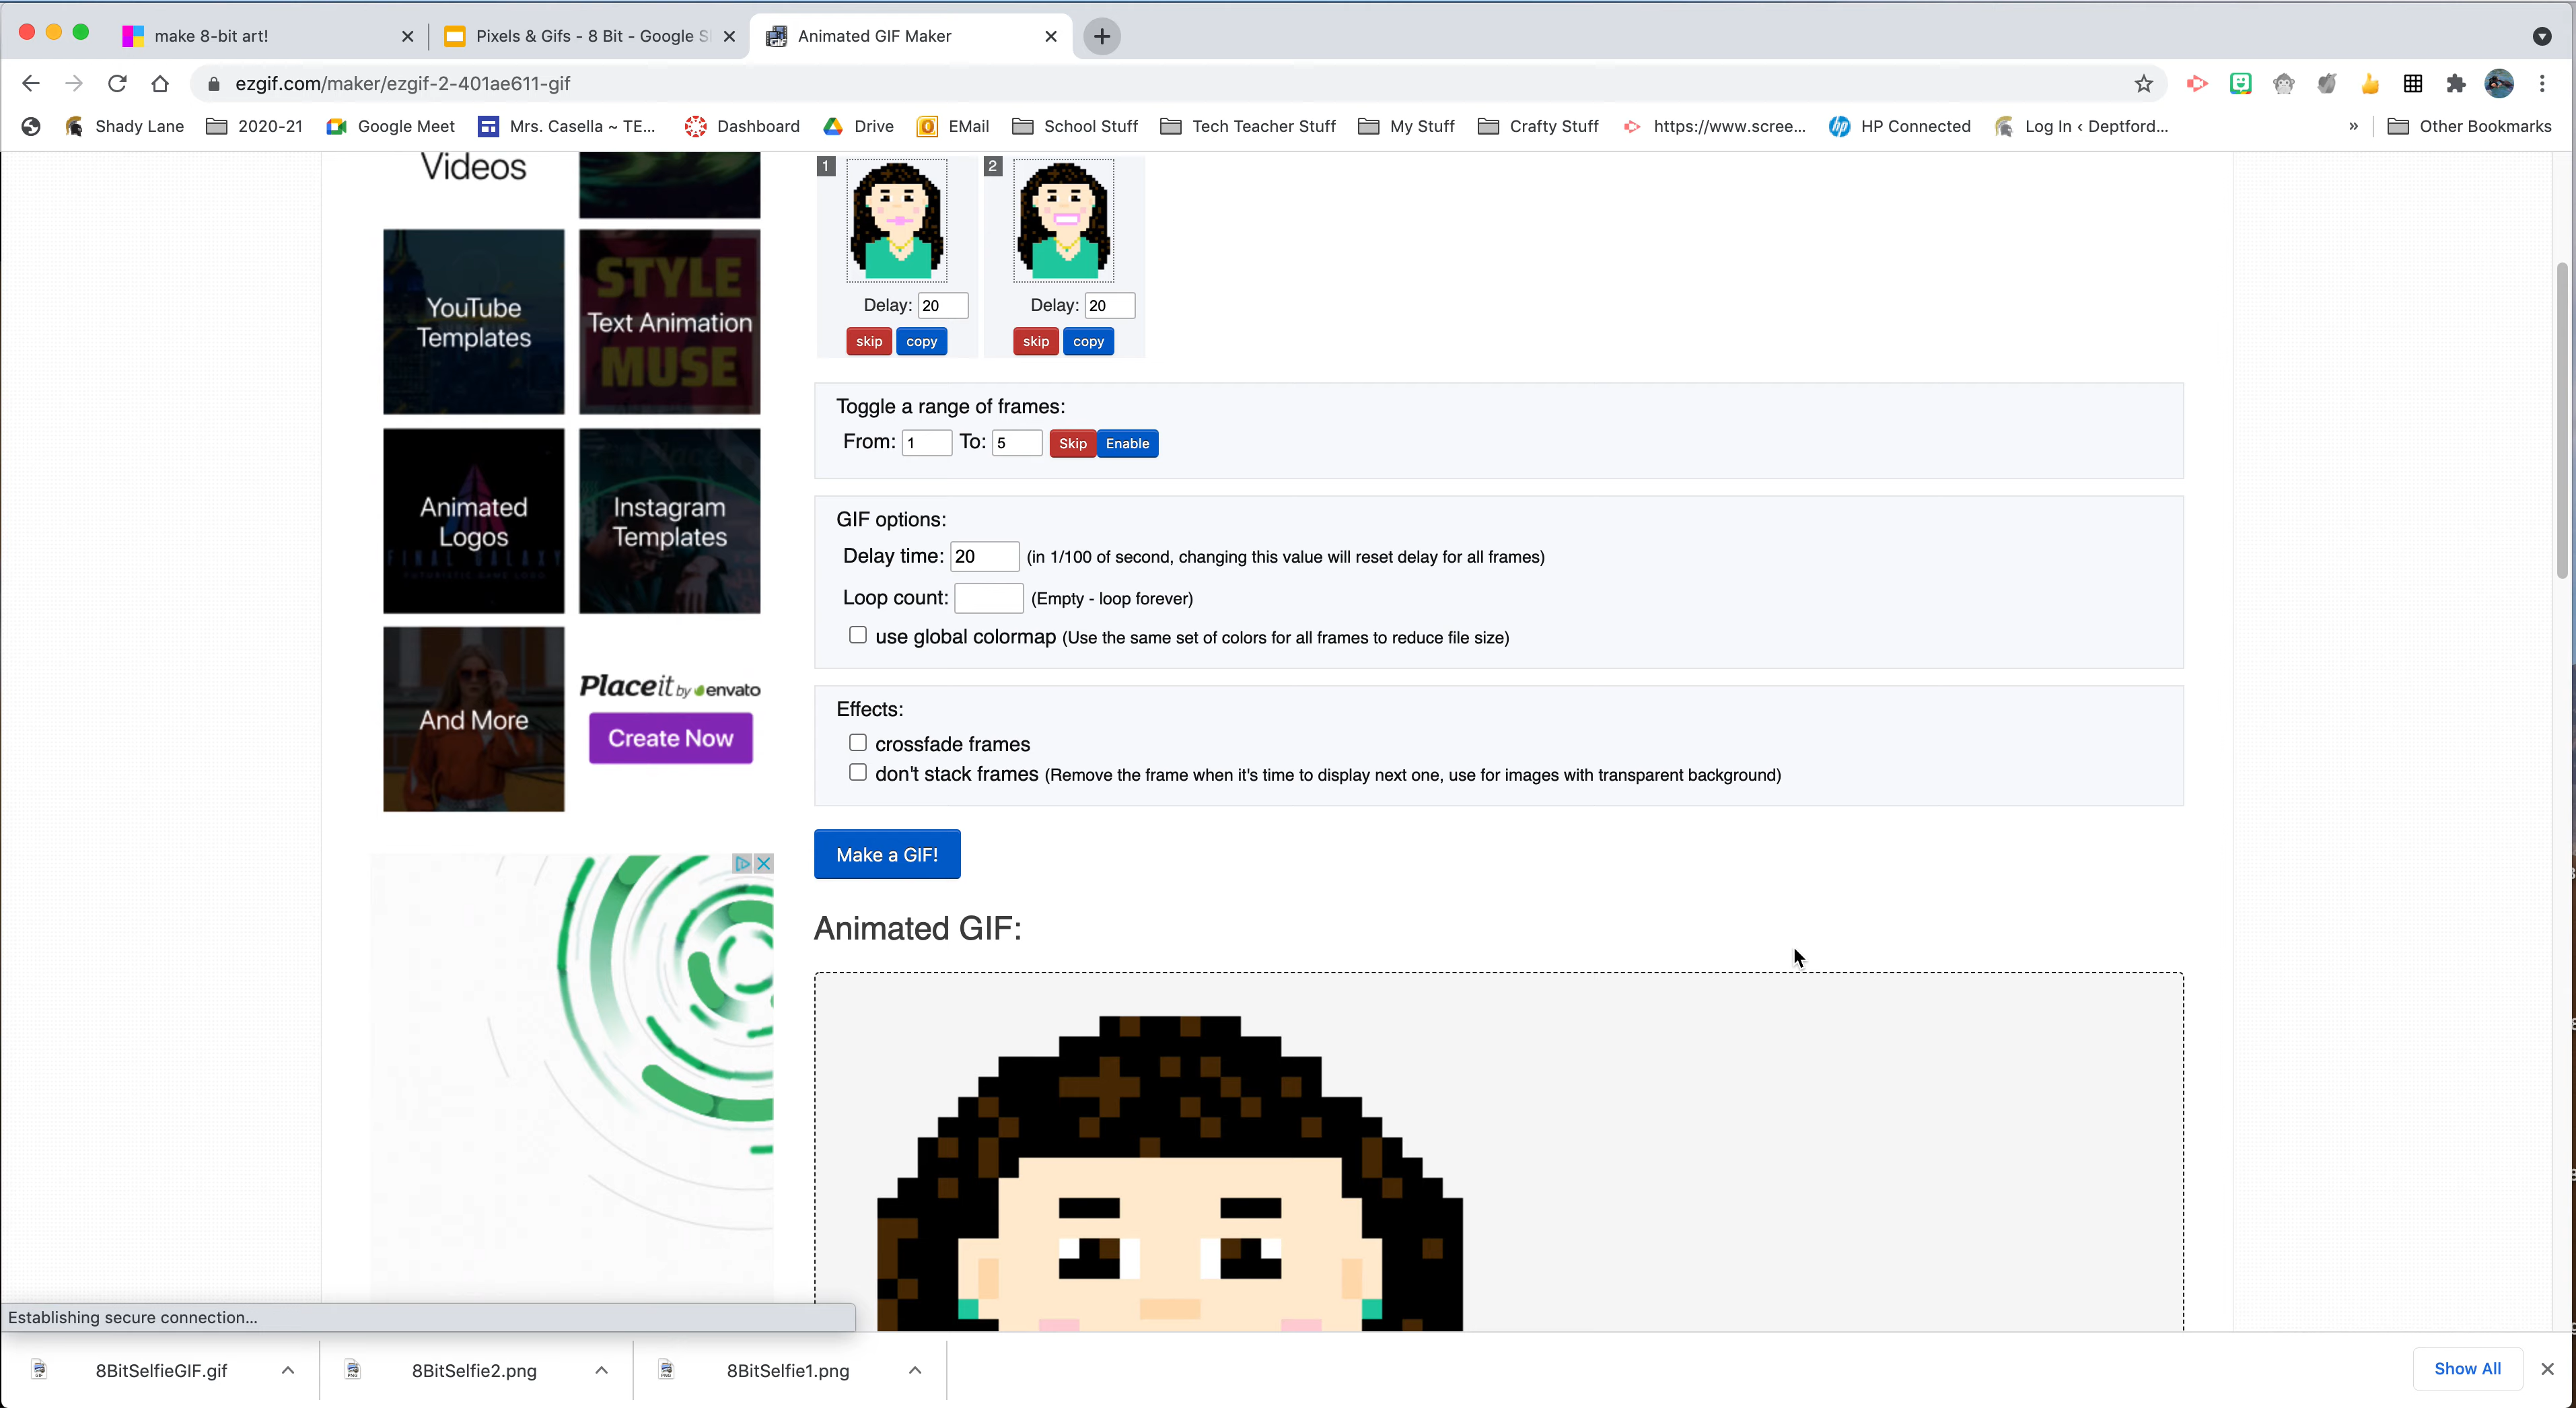 make 8-bit art!
Pixels & Gifs - 8 Bit - Google S
Animated GIF Maker
ezgif.com/maker/ezgif-2-401ae611-gif
Shady Lane
2020-21
Google Meet
Mrs. Casella ~ TE...
Dashboard
Drive
EMail
School Stuff
Tech Teacher Stuff
My Stuff
Crafty Stuff
https://www.scree...
HP Connected
Log In ‹ Deptford...
»
Other Bookmarks
Videos
YouTube
Templates
STYLE
Text Animation
MUSE
Animated
Logos
FINAL GALAXY
FUTURISTIC GAME LOGO
Instagram
Templates
And More
Placeit by envato
Create Now
1
2
Delay: 20
Delay: 20
skip copy
skip copy
Toggle a range of frames:
From: 1 To: 5 Skip Enable
GIF options:
Delay time: 20 (in 1/100 of second, changing this value will reset delay for all frames)
Loop count: (Empty - loop forever)
use global colormap (Use the same set of colors for all frames to reduce file size)
Effects:
crossfade frames
don't stack frames (Remove the frame when it's time to display next one, use for images with transparent background)
Make a GIF!
Animated GIF:
Establishing secure connection...
8BitSelfieGIF.gif
8BitSelfie2.png
8BitSelfie1.png
Show All